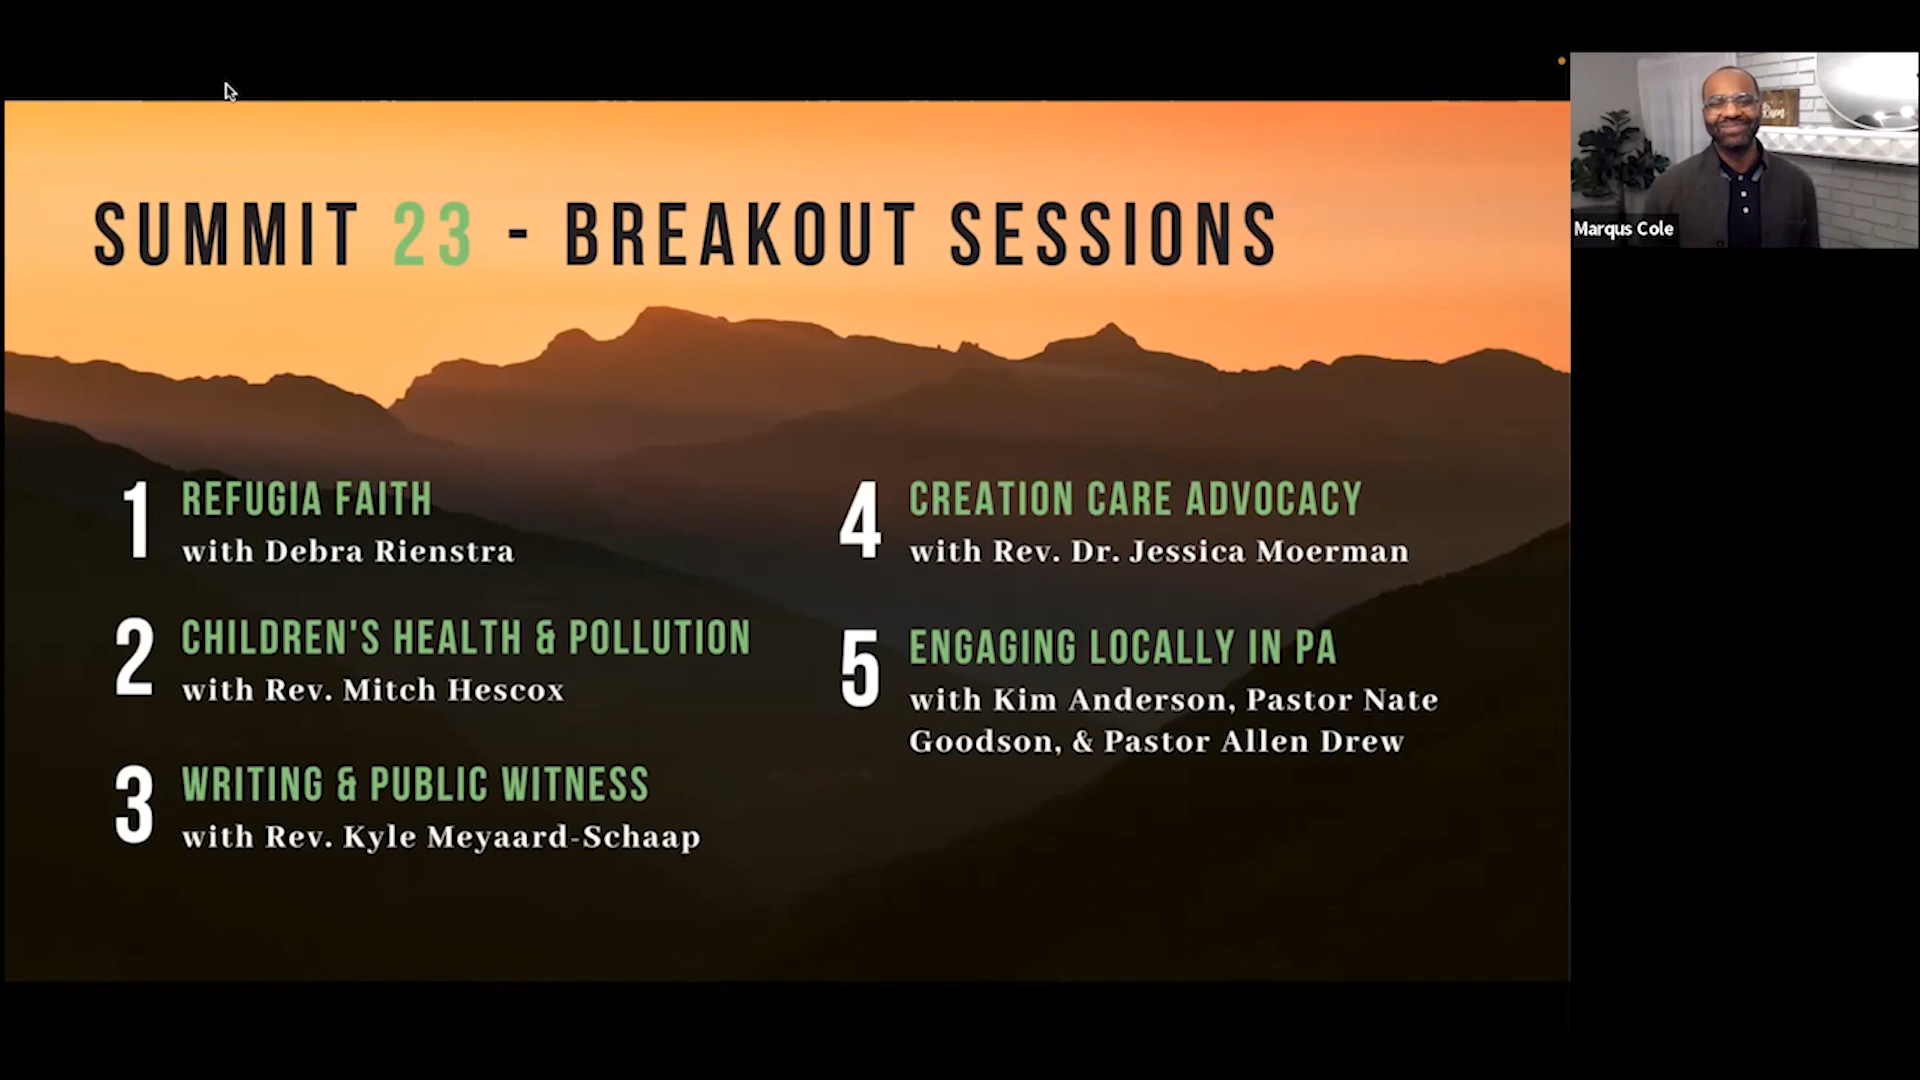 SUMMIT 23 - BREAKOUT SESSIONS
1 REFUGIA FAITH
with Debra Rienstra
2 CHILDREN'S HEALTH & POLLUTION
with Rev. Mitch Hescox
3 WRITING & PUBLIC WITNESS
with Rev. Kyle Meyaard-Schaap
4 CREATION CARE ADVOCACY
with Rev. Dr. Jessica Moerman
5 ENGAGING LOCALLY IN PA
with Kim Anderson, Pastor Nate
Goodson, & Pastor Allen Drew
Marqus Cole